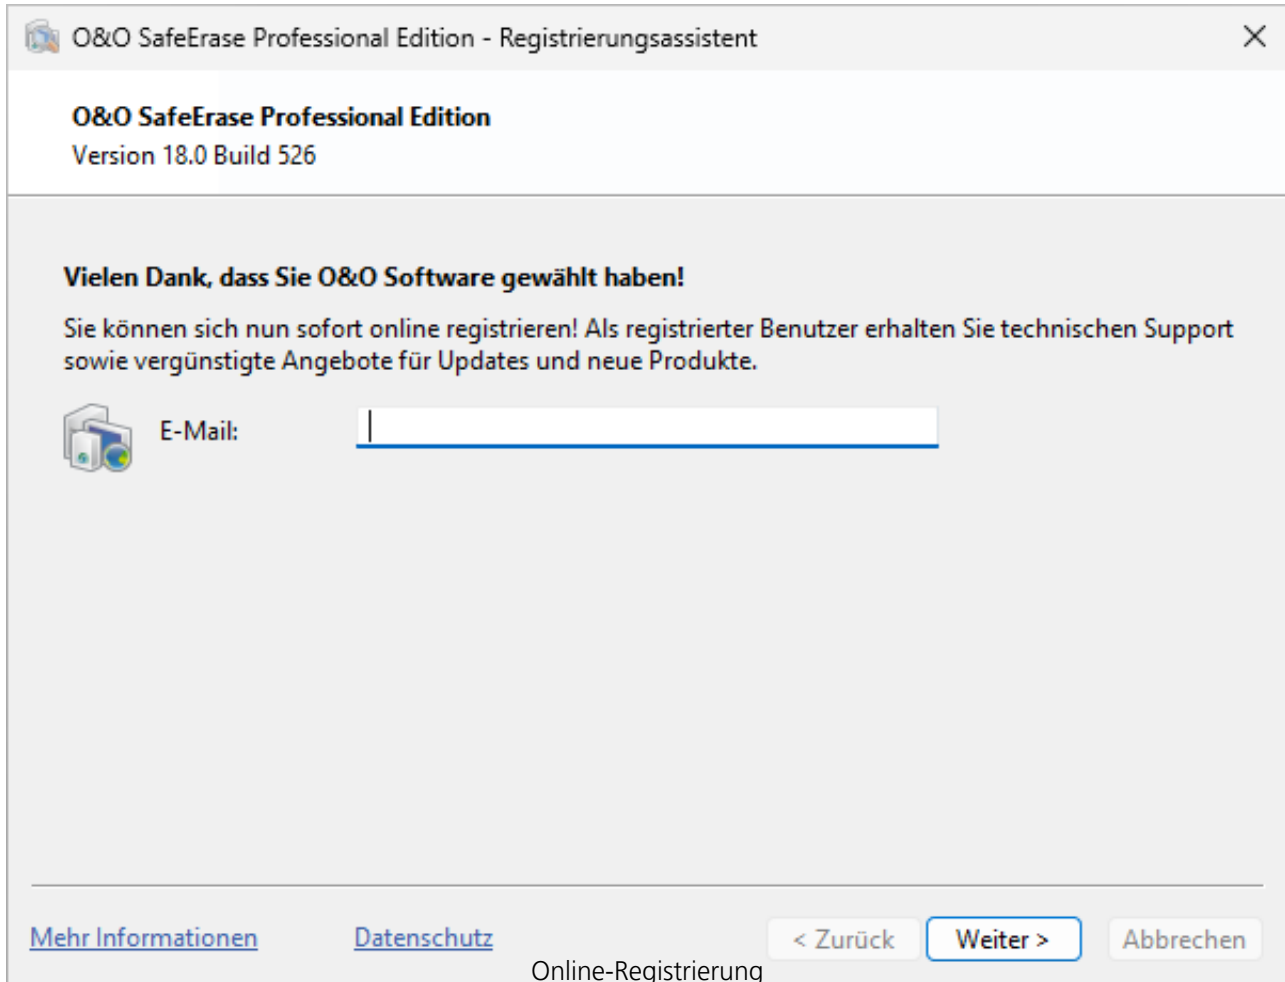 O&O SafeErase Professional Edition - Registrierungsassistent
O&O SafeErase Professional Edition
Version 18.0 Build 526
Vielen Dank, dass Sie O&O Software gewählt haben!
Sie können sich nun sofort online registrieren! Als registrierter Benutzer erhalten Sie technischen Support
sowie vergünstigte Angebote für Updates und neue Produkte.
E-Mail:
Mehr Informationen Datenschutz < Zurück Weiter > Abbrechen
Online-Registrierung